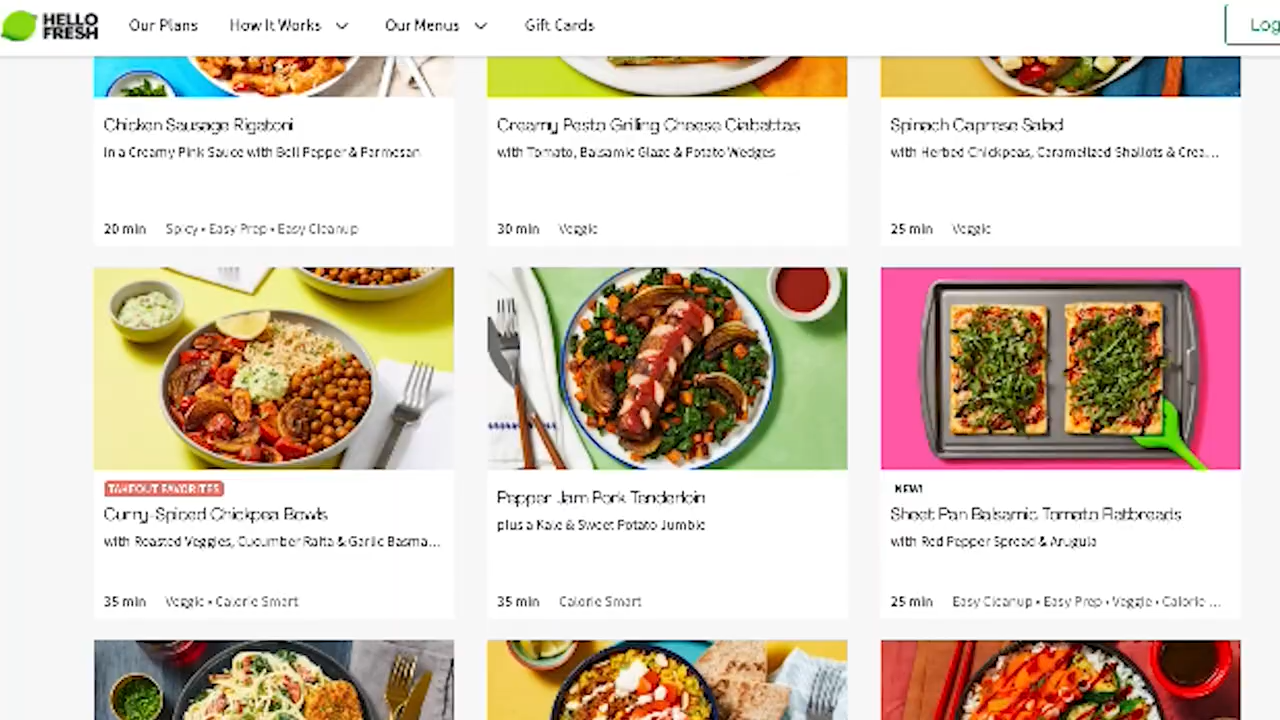 HELLO
FRESH
Our Plans
How It Works
Our Menus
Gift Cards
Log
Chicken Sausage Rigatoni
in a Creamy Pink Sauce with Bell Pepper & Parmesan
20 min Spicy • Easy Prep • Easy Cleanup
Creamy Pesto Grilling Cheese Ciabattas
with Tomato, Balsamic Glaze & Potato Wedges
30 min Veggie
Spinach Caprese Salad
with Herbed Chickpeas, Caramelized Shallots & Crea...
25 min Veggie
TAKEOUT FAVORITES
Curry-Spiced Chickpea Bowls
with Roasted Veggies, Cucumber Raita & Garlic Basma...
35 min Veggie • Calorie Smart
Pepper Jam Pork Tenderloin
plus a Kale & Sweet Potato Jumble
35 min Calorie Smart
NEW!
Sheet Pan Balsamic Tomato Flatbreads
with Red Pepper Spread & Arugula
25 min Easy Cleanup • Easy Prep • Veggie • Calorie ...